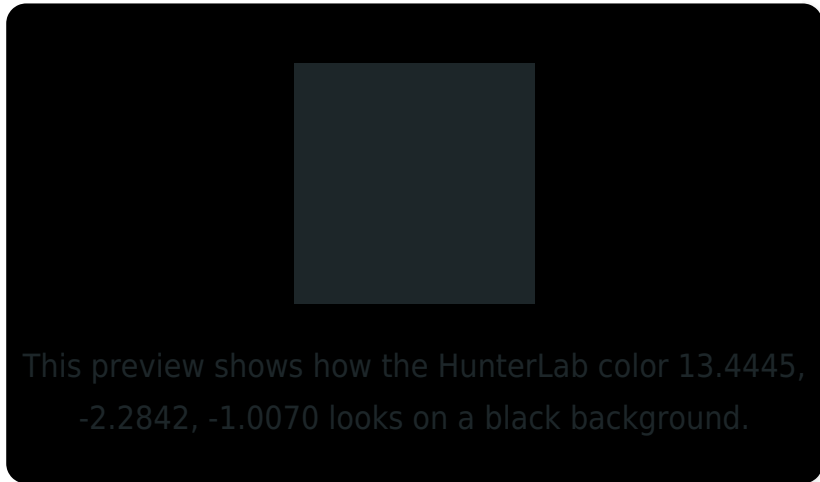 This preview shows how the HunterLab color 13.4445,
-2.2842, -1.0070 looks on a black background.